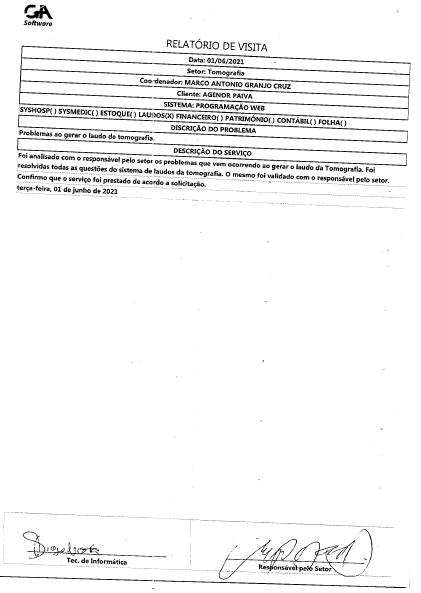 GA
Software
RELATÓRIO DE VISITA
Data: 01/06/2021
Setor: Tomografia
Coo denador: MARCO ANTONIO GRANJO CRUZ
Cliente: AGENOR PAIVA
SISTEMA: PROGRAMAÇÃO WEB
SYSHOSP( ) SYSMEDIC( ) ESTOQUE( ) LAUDOS(X) FINANCEIRO( ) PATRIMÔNIO( ) CONTÁBIL( ) FOLHA( )
DISCRIÇÃO DO PROBLEMA
Problemas ao gerar o laudo de tomografia.
DESCRIÇÃO DO SERVIÇO
Foi analisado com o responsável pelo setor os problemas que vem ocorrendo ao gerar o laudo da Tomografia. Foi
resolvidas todas as questões do sistema de laudos da tomografia. O mesmo foi validado com o responsável pelo setor.
Confirmo que o serviço foi prestado de acordo a solicitação.
terça-feira, 01 de junho de 2021
Tec. de Informática
Responsável pelo Setor